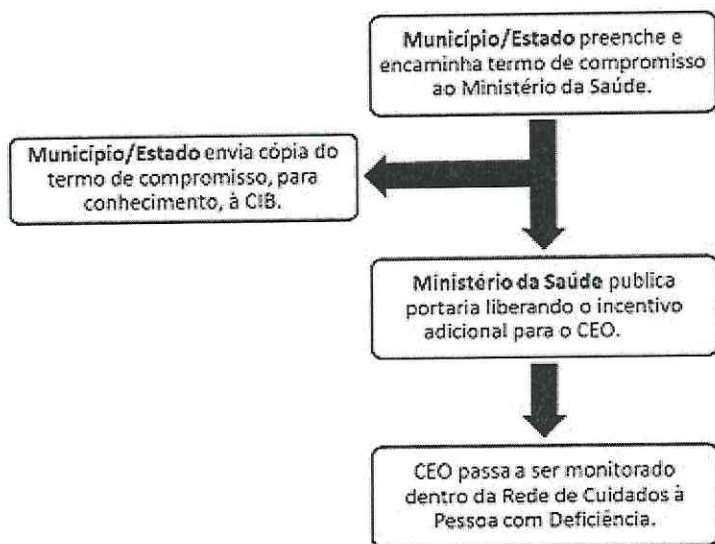 Município/Estado preenche e
encaminha termo de compromisso
ao Ministério da Saúde.
Município/Estado envia cópia do
termo de compromisso, para
conhecimento, à CIB.
Ministério da Saúde publica
portaria liberando o incentivo
adicional para o CEO.
CEO passa a ser monitorado
dentro da Rede de Cuidados à
Pessoa com Deficiência.